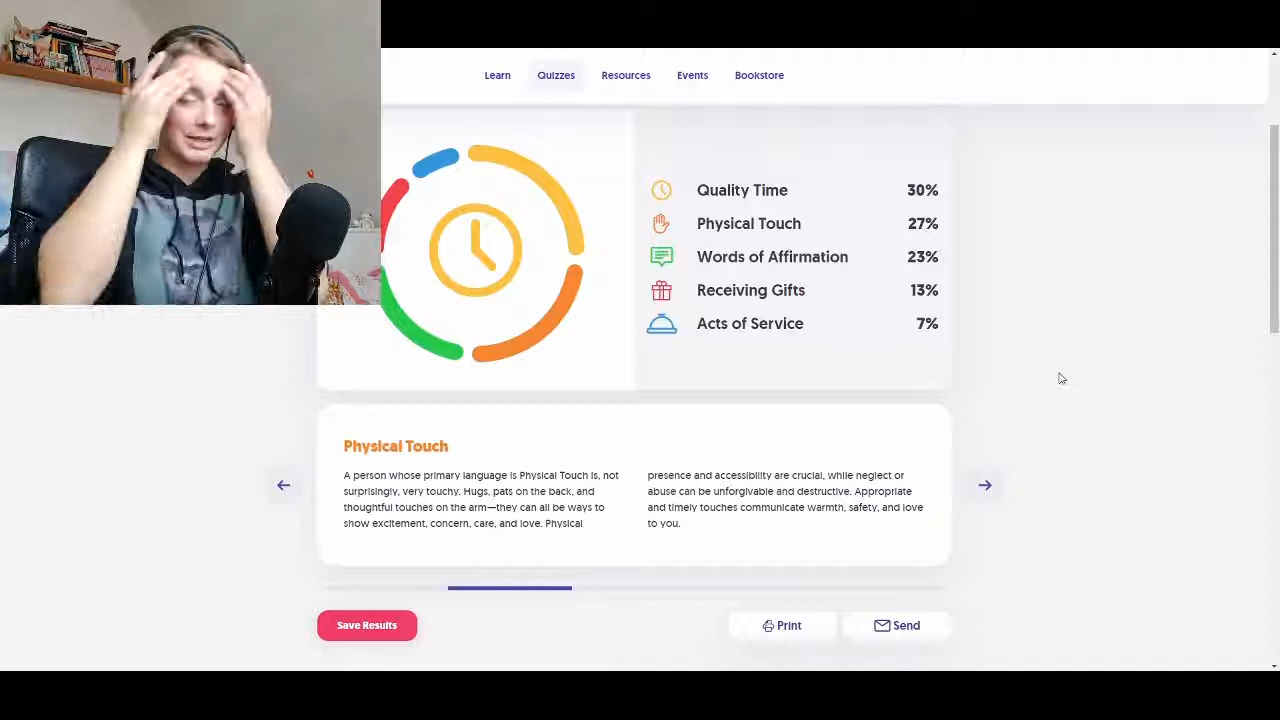 Learn Quizzes Resources Events Bookstore
Quality Time 30%
Physical Touch 27%
Words of Affirmation 23%
Receiving Gifts 13%
Acts of Service 7%
Physical Touch
A person whose primary language is Physical Touch is, not
surprisingly, very touchy. Hugs, pats on the back, and
thoughtful touches on the arm—they can all be ways to
show excitement, concern, care, and love. Physical
presence and accessibility are crucial, while neglect or
abuse can be unforgivable and destructive. Appropriate
and timely touches communicate warmth, safety, and love
to you.
Save Results
Print
Send